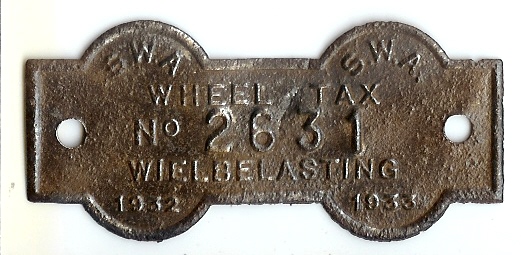 S.W.A. S.W.A.
WHEEL TAX
No 2631
WIELBELASTING
1932 1933